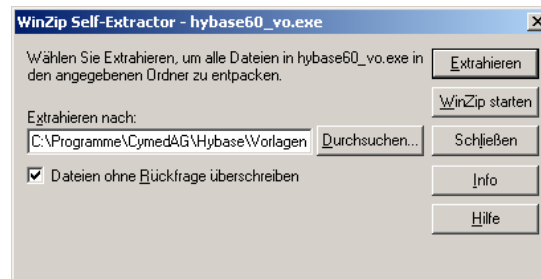 WinZip Self-Extractor - hybase60_vo.exe
Wählen Sie Extrahieren, um alle Dateien in hybase60_vo.exe in
den angegebenen Ordner zu entpacken.
Extrahieren nach:
C:\Programme\CymedAG\Hybase\Vorlagen
Durchsuchen...
Dateien ohne Rückfrage überschreiben
Extrahieren
WinZip starten
Schließen
Info
Hilfe